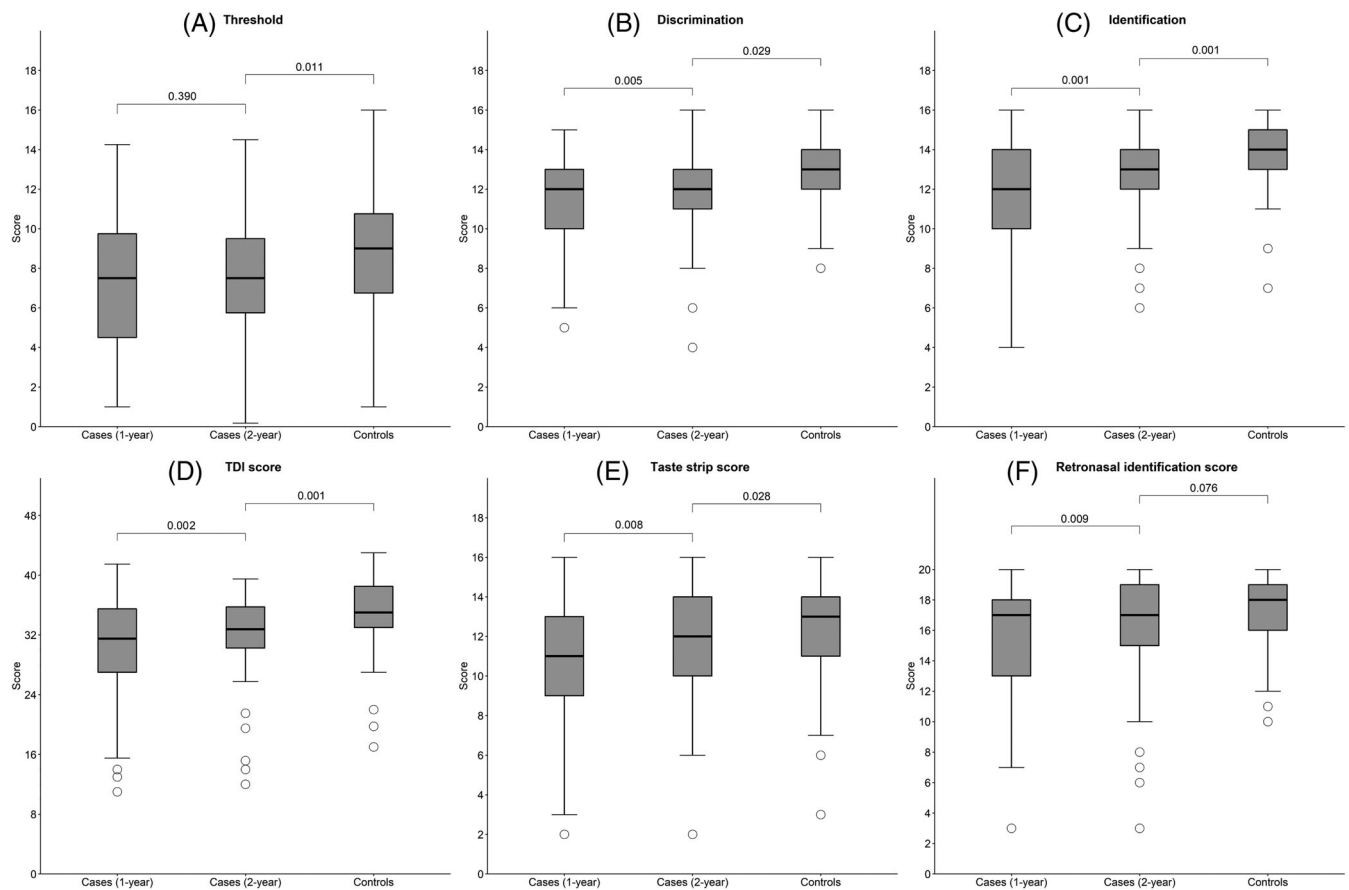 (A) Threshold
Score
18
16
14
12
10
8
6
4
2
0
0.390
0.011
Cases (1-year)
Cases (2-year)
Controls
(B) Discrimination
Score
18
16
14
12
10
8
6
4
2
0
0.005
0.029
Cases (1-year)
Cases (2-year)
Controls
(C) Identification
Score
18
16
14
12
10
8
6
4
2
0
0.001
0.001
Cases (1-year)
Cases (2-year)
Controls
(D) TDI score
Score
48
40
32
24
16
8
0
0.002
0.001
Cases (1-year)
Cases (2-year)
Controls
(E) Taste strip score
Score
18
16
14
12
10
8
6
4
2
0
0.008
0.028
Cases (1-year)
Cases (2-year)
Controls
(F) Retronasal identification score
Score
20
18
16
14
12
10
8
6
4
2
0
0.009
0.076
Cases (1-year)
Cases (2-year)
Controls